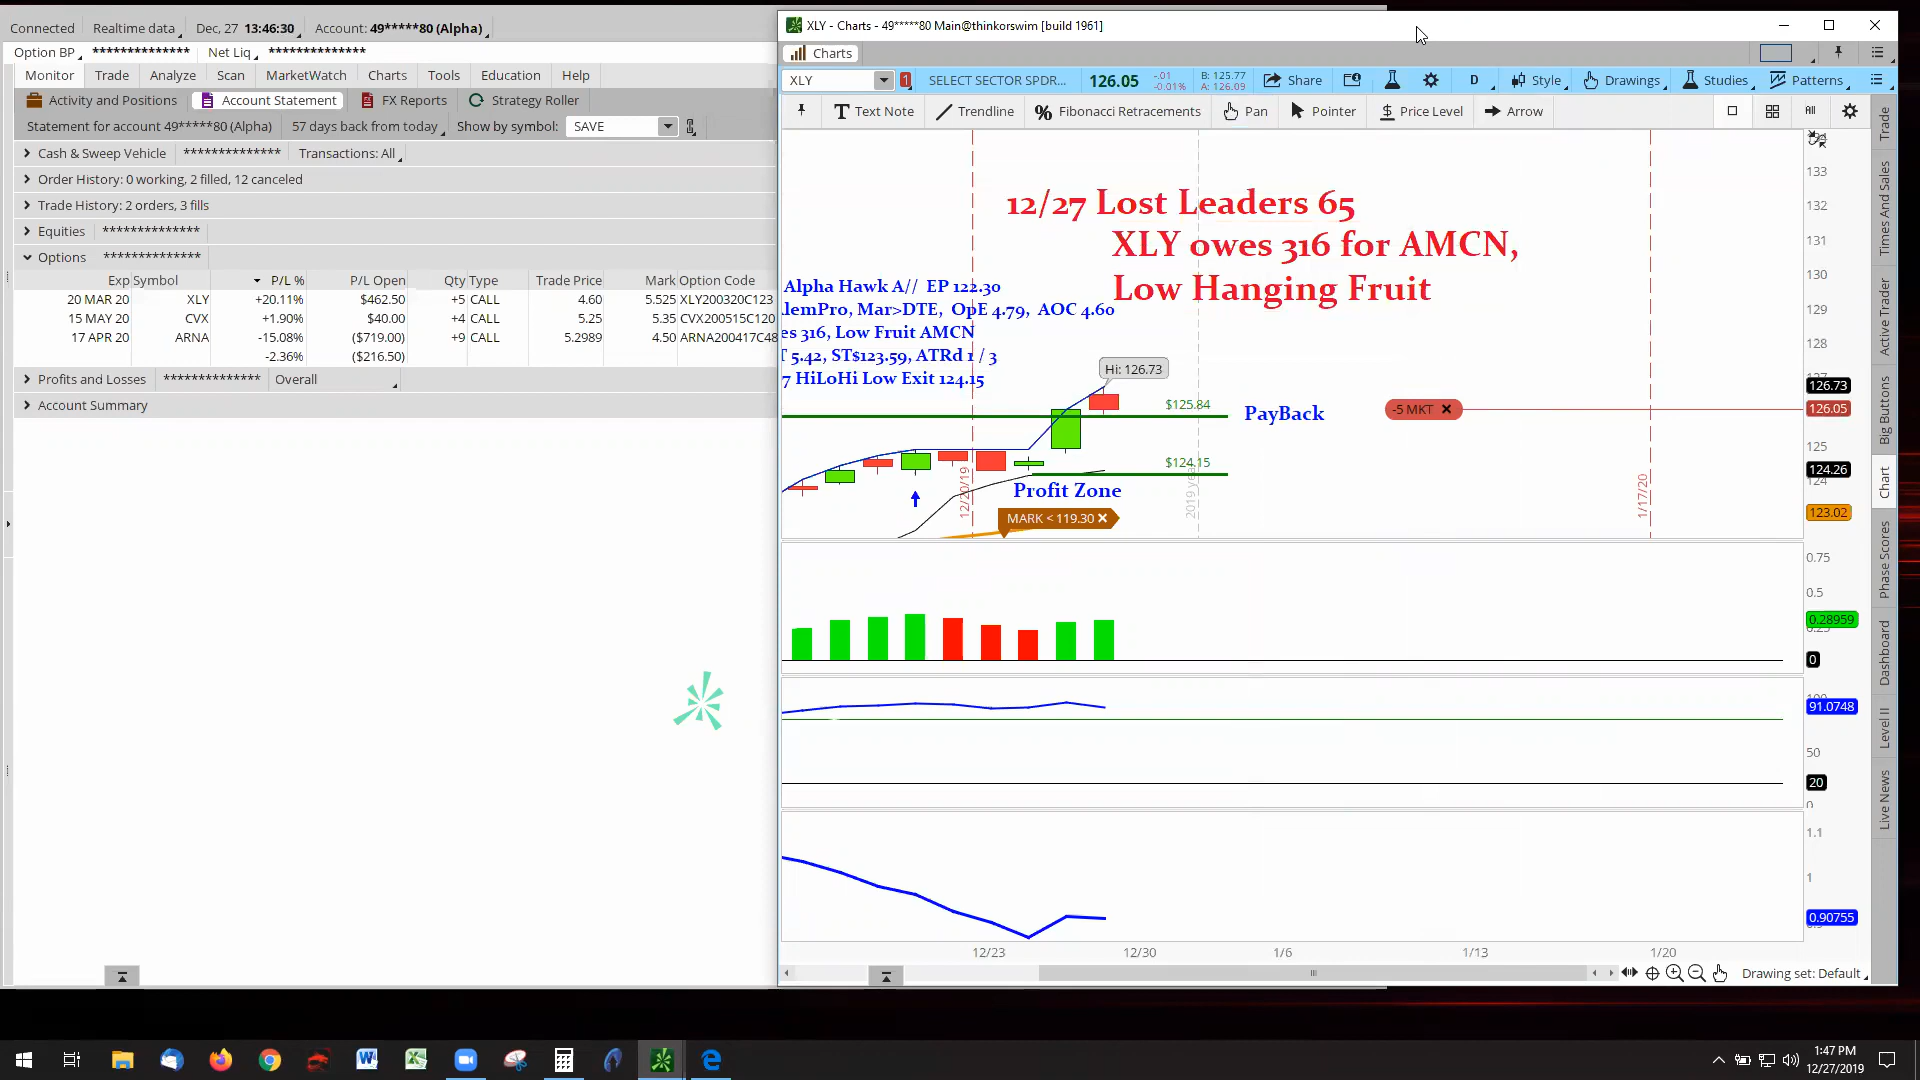 Connected Realtime data Dec, 27 13:46:30 Account: 49*****80 (Alpha)
Option BP ************** Net Liq **************
Monitor Trade Analyze Scan MarketWatch Charts Tools Education Help
Activity and Positions Account Statement FX Reports Strategy Roller
Statement for account 49*****80 (Alpha) 57 days back from today Show by symbol: SAVE
Cash & Sweep Vehicle ************** Transactions: All
Order History: 0 working, 2 filled, 12 canceled
Trade History: 2 orders, 3 fills
Equities **************
Options **************
Exp Symbol P/L % P/L Open Qty Type Trade Price Mark Option Code
20 MAR 20 XLY +20.11% $462.50 +5 CALL 4.60 5.525 XLY200320C123
15 MAY 20 CVX +1.90% $40.00 +4 CALL 5.25 5.35 CVX200515C120
17 APR 20 ARNA -15.08% ($719.00) +9 CALL 5.2989 4.50 ARNA200417C48
-2.36% ($216.50)
Profits and Losses ************** Overall
Account Summary
XLY - Charts - 49*****80 Main@thinkorswim [build 1961]
Charts
XLY 1 SELECT SECTOR SPDR... 126.05 -.01 -0.01% B: 125.77 A: 126.09 Share D Style Drawings Studies Patterns
Text Note Trendline Fibonacci Retracements Pan Pointer Price Level Arrow All
12/27 Lost Leaders 65
XLY owes 316 for AMCN,
Low Hanging Fruit
Alpha Hawk A// EP 122.30
lemPro, Mar>DTE, OpE 4.79, AOC 4.60
es 316, Low Fruit AMCN
T 5.42, ST$123.59, ATRd 1 / 3
7 HiLoHi Low Exit 124.15
Hi: 126.73
$125.84 PayBack
-5 MKT
$124.15
Profit Zone
MARK < 119.30
12/20/19
1/17/20
133
132
131
130
129
128
126.73
126.05
125
124.26
124
123.02
0.75
0.5
0.28959
0
91.0748
50
20
0
1.1
1
0.90755
12/23 12/30 1/6 1/13 1/20
Drawing set: Default
Trade
Times And Sales
Active Trader
Big Buttons
Chart
Phase Scores
Dashboard
Level II
Live News
1:47 PM
12/27/2019